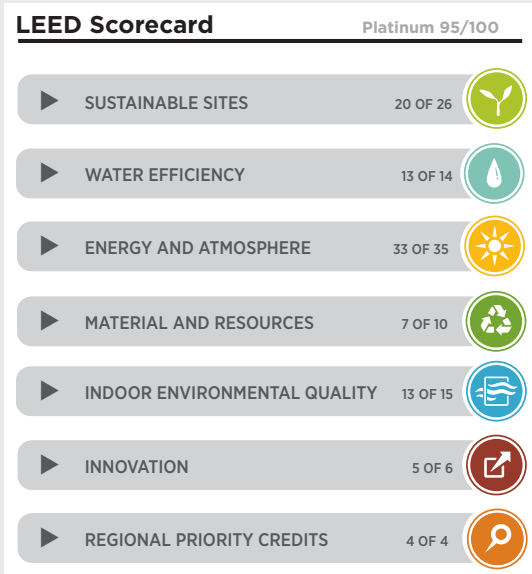 LEED Scorecard Platinum 95/100
SUSTAINABLE SITES 20 OF 26
WATER EFFICIENCY 13 OF 14
ENERGY AND ATMOSPHERE 33 OF 35
MATERIAL AND RESOURCES 7 OF 10
INDOOR ENVIRONMENTAL QUALITY 13 OF 15
INNOVATION 5 OF 6
REGIONAL PRIORITY CREDITS 4 OF 4